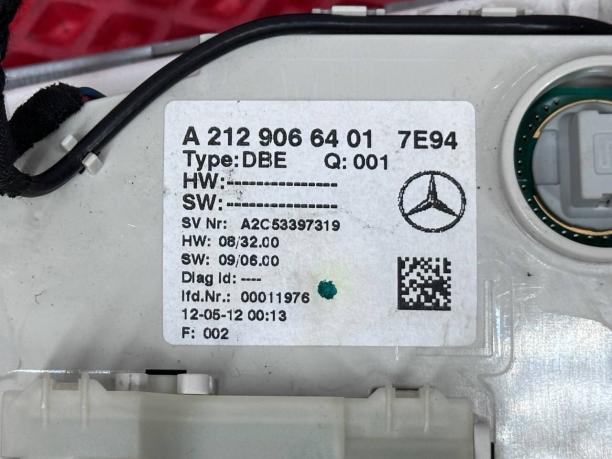 A 212 906 64 01 7E94
Type:DBE Q: 001
HW:----------------
SW:----------------
SV Nr: A2C53397319
HW: 08/32.00
SW: 09/06.00
Diag Id: ----
lfd.Nr.: 00011976
12-05-12 00:13
F: 002